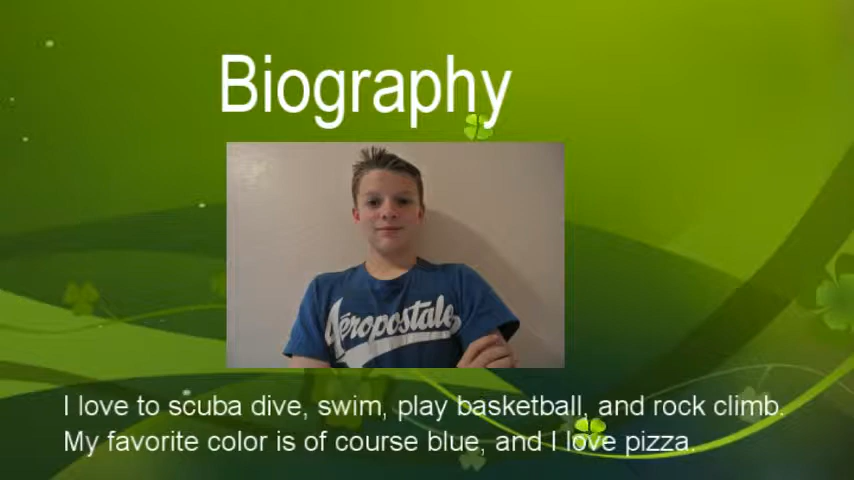 Biography
Aéropostale
I love to scuba dive, swim, play basketball, and rock climb.
My favorite color is of course blue, and I love pizza.